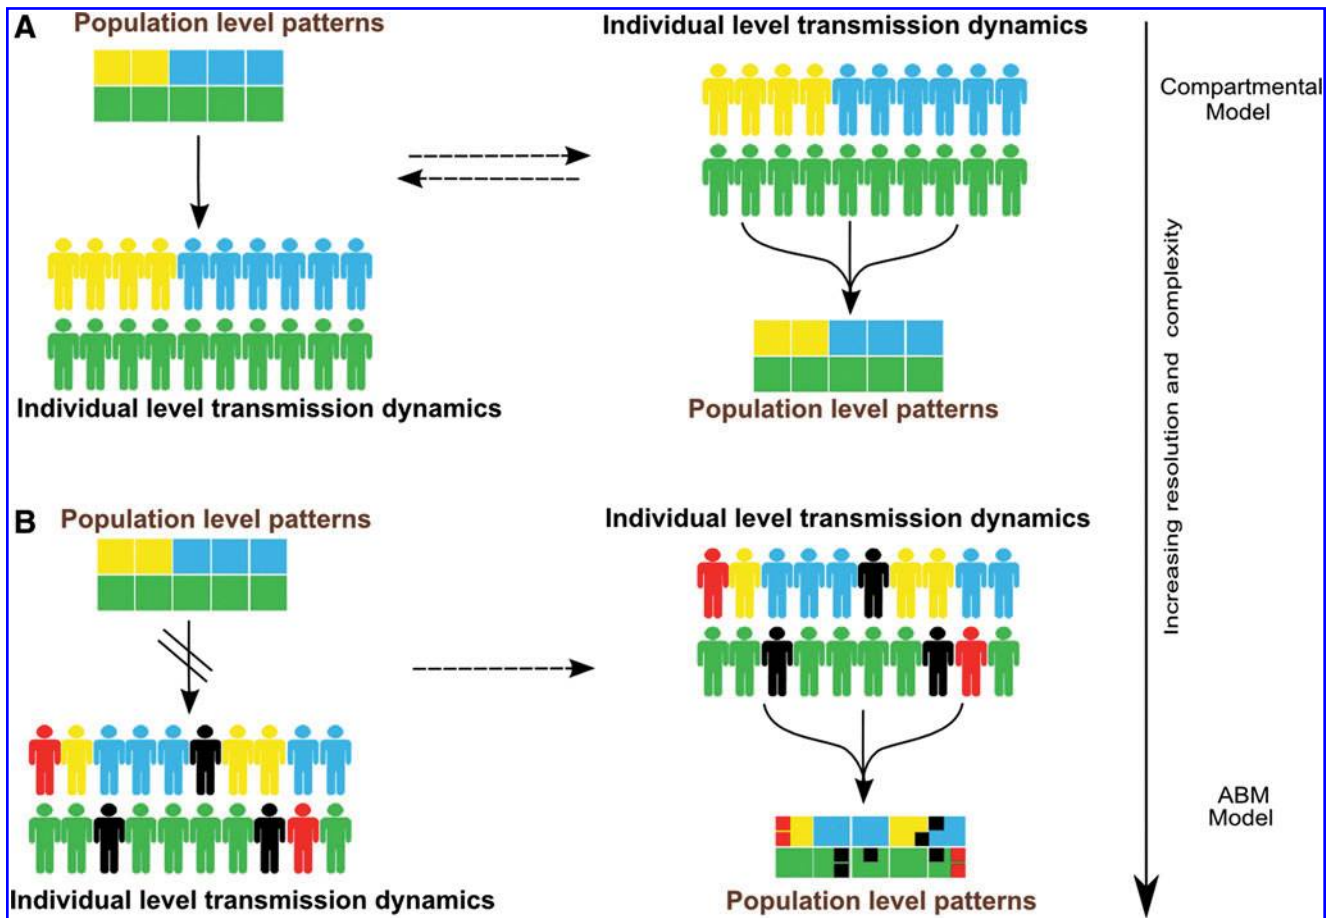 A
Population level patterns
Individual level transmission dynamics
Individual level transmission dynamics
Population level patterns
B
Population level patterns
Individual level transmission dynamics
Individual level transmission dynamics
Population level patterns
Compartmental
Model
Increasing resolution and complexity
ABM
Model